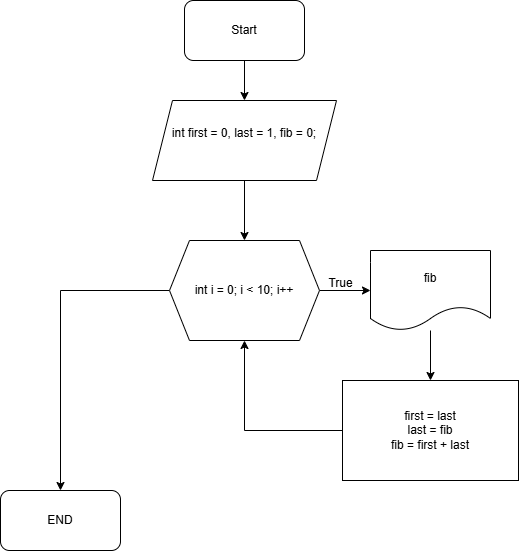 Start
int first = 0, last = 1, fib = 0;
int i = 0; i < 10; i++
True
fib
first = last
last = fib
fib = first + last
END